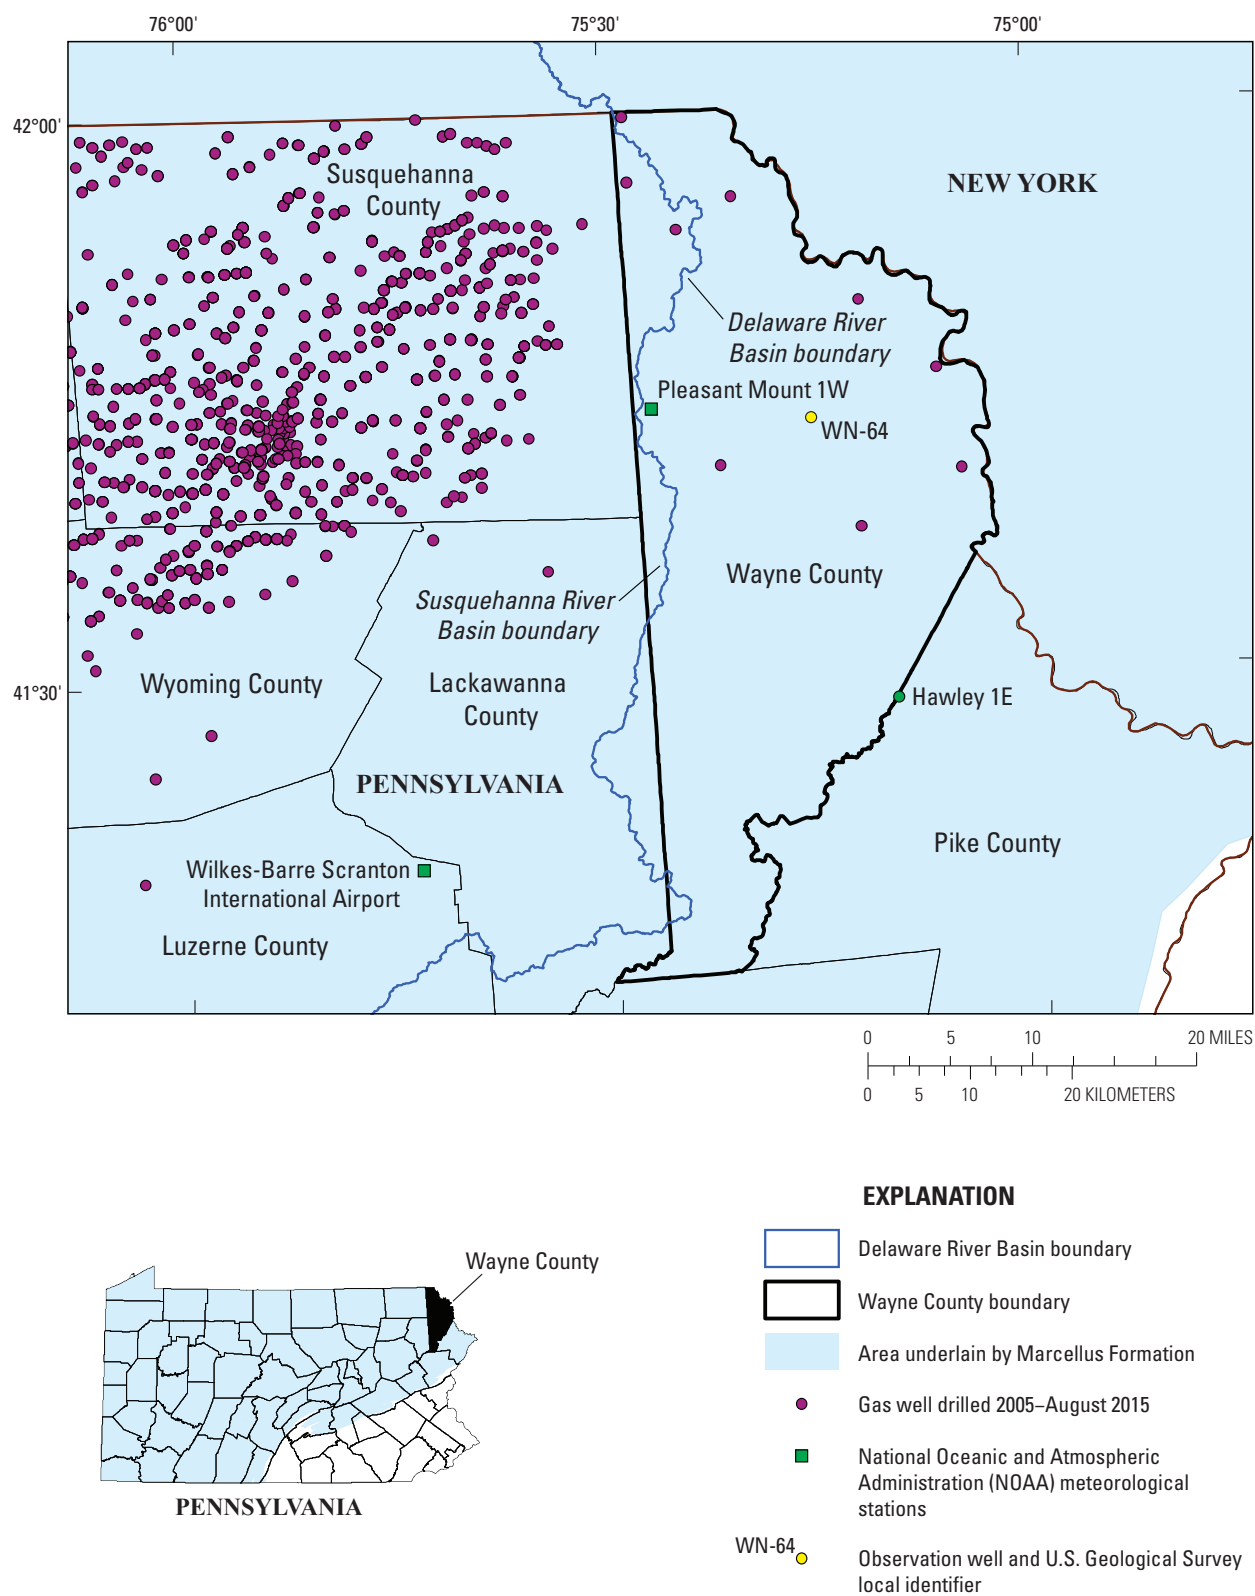 76°00'
75°30'
75°00'
42°00'
Susquehanna
County
NEW YORK
Delaware River
Basin boundary
Pleasant Mount 1W
WN-64
Wayne County
Susquehanna River
Basin boundary
41°30'
Wyoming County
Lackawanna
County
Hawley 1E
PENNSYLVANIA
Pike County
Wilkes-Barre Scranton
International Airport
Luzerne County
0 5 10 20 MILES
0 5 10 20 KILOMETERS
EXPLANATION
Delaware River Basin boundary
Wayne County boundary
Area underlain by Marcellus Formation
Gas well drilled 2005–August 2015
National Oceanic and Atmospheric
Administration (NOAA) meteorological
stations
WN-64
Observation well and U.S. Geological Survey
local identifier
Wayne County
PENNSYLVANIA